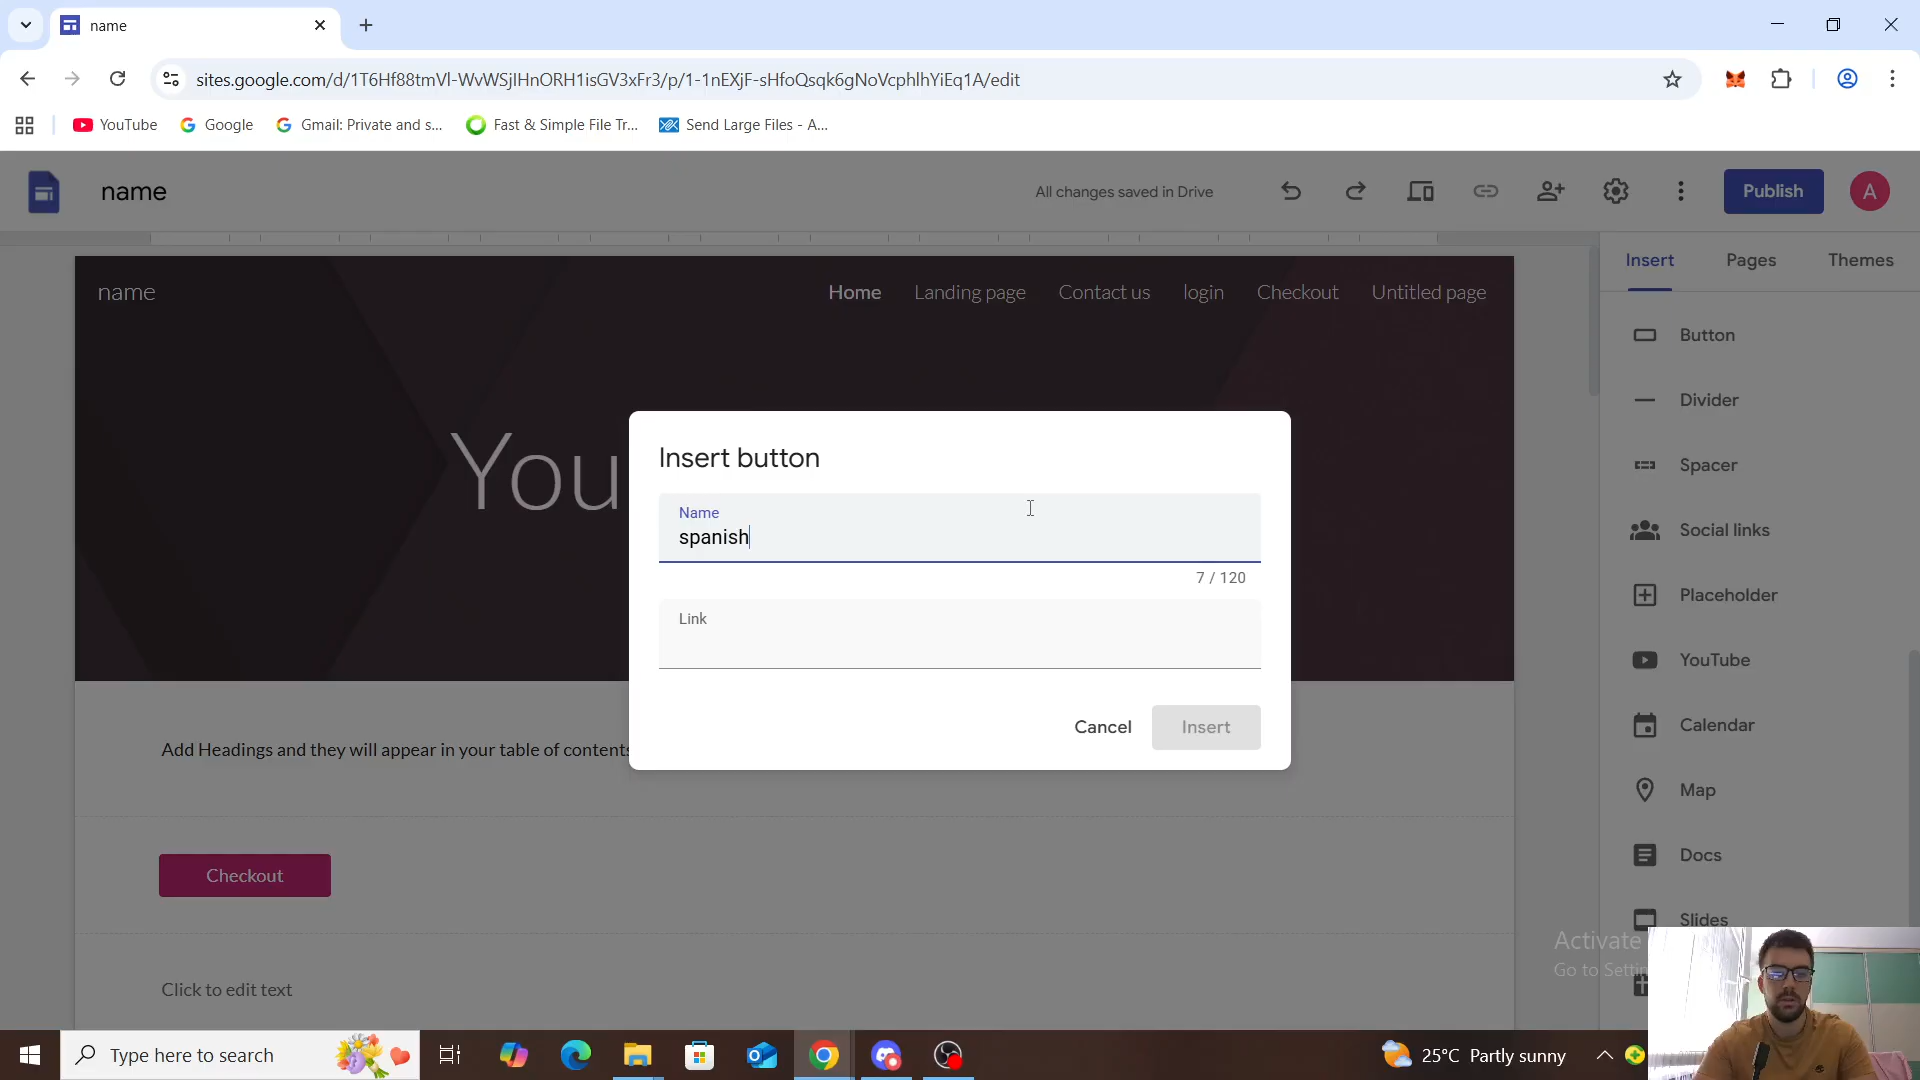 name
sites.google.com/d/1T6Hf88tmVl-WvWSjlHnORH1isGV3xFr3/p/1-1nEXjF-sHfoQsqk6gNoVcphlhYiEq1A/edit
YouTube
Google
Gmail: Private and s...
Fast & Simple File Tr...
Send Large Files - A...
name
All changes saved in Drive
Publish
A
Insert
Pages
Themes
name
Home
Landing page
Contact us
login
Checkout
Untitled page
You
Insert button
Name
spanish
7 / 120
Link
Cancel
Insert
Button
Divider
Spacer
Social links
Placeholder
YouTube
Calendar
Map
Docs
Slides
Add Headings and they will appear in your table of contents
Checkout
Click to edit text
Activate
Go to Setti
Type here to search
25°C Partly sunny